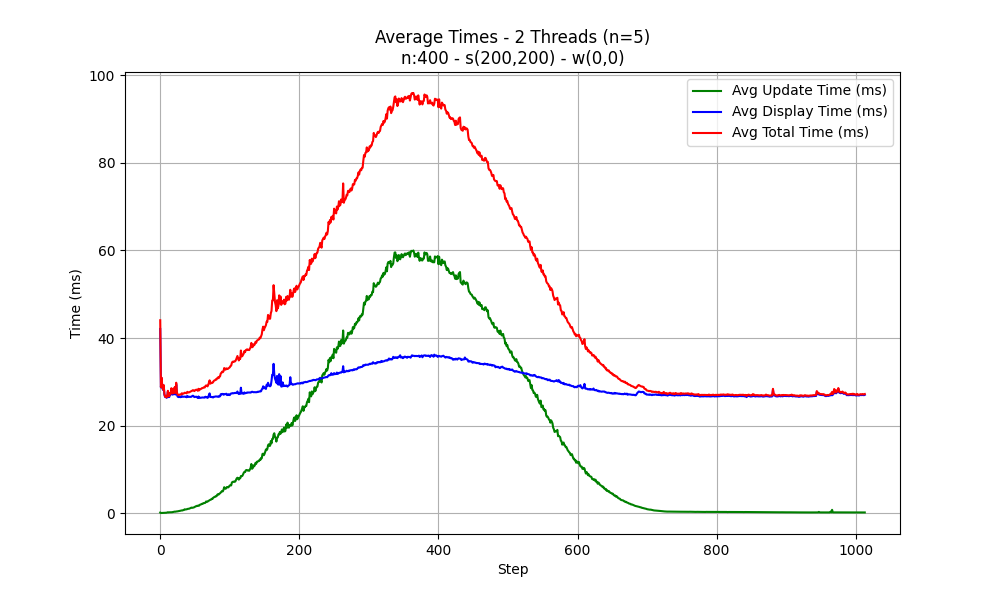 Average Times - 2 Threads (n=5)
n:400 - s(200,200) - w(0,0)
Avg Update Time (ms)
Avg Display Time (ms)
Avg Total Time (ms)
Time (ms)
100
80
60
40
20
0
0 200 400 600 800 1000
Step